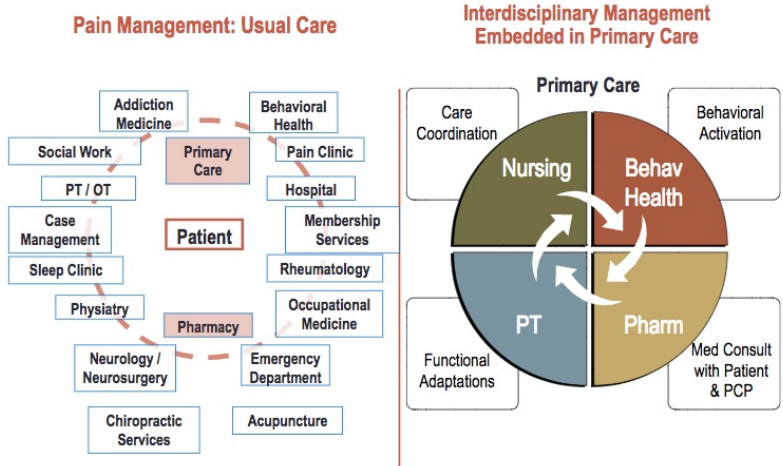 Pain Management: Usual Care
Addiction
Medicine
Behavioral
Health
Social Work
Primary
Care
Pain Clinic
PT / OT
Hospital
Case
Management
Patient
Membership
Services
Sleep Clinic
Rheumatology
Physiatry
Pharmacy
Occupational
Medicine
Neurology /
Neurosurgery
Emergency
Department
Chiropractic
Services
Acupuncture
Interdisciplinary Management
Embedded in Primary Care
Primary Care
Care
Coordination
Behavioral
Activation
Nursing
Behav
Health
PT
Pharm
Functional
Adaptations
Med Consult
with Patient
& PCP